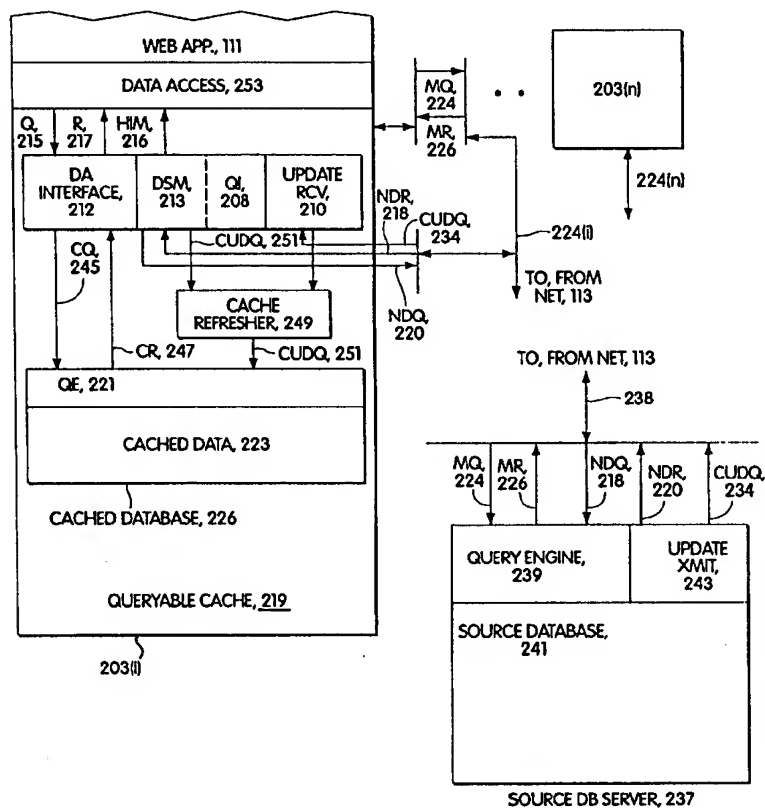 WEB APP., 111
DATA ACCESS, 253
Q,
215
R,
217
HIM,
216
MQ,
224
MR,
226
203(n)
224(n)
DA
INTERFACE,
212
DSM,
213
QI,
208
UPDATE
RCV,
210
NDR,
218
CUDQ,
234
224(i)
CQ,
245
CUDQ, 251
NDQ,
220
TO, FROM
NET, 113
CACHE
REFRESHER, 249
CR, 247
CUDQ, 251
TO, FROM NET, 113
QE, 221
238
CACHED DATA, 223
MQ,
224
MR,
226
NDQ,
218
NDR,
220
CUDQ,
234
CACHED DATABASE, 226
QUERY ENGINE,
239
UPDATE
XMIT,
243
QUERYABLE CACHE, 219
SOURCE DATABASE,
241
203(i)
SOURCE DB SERVER, 237